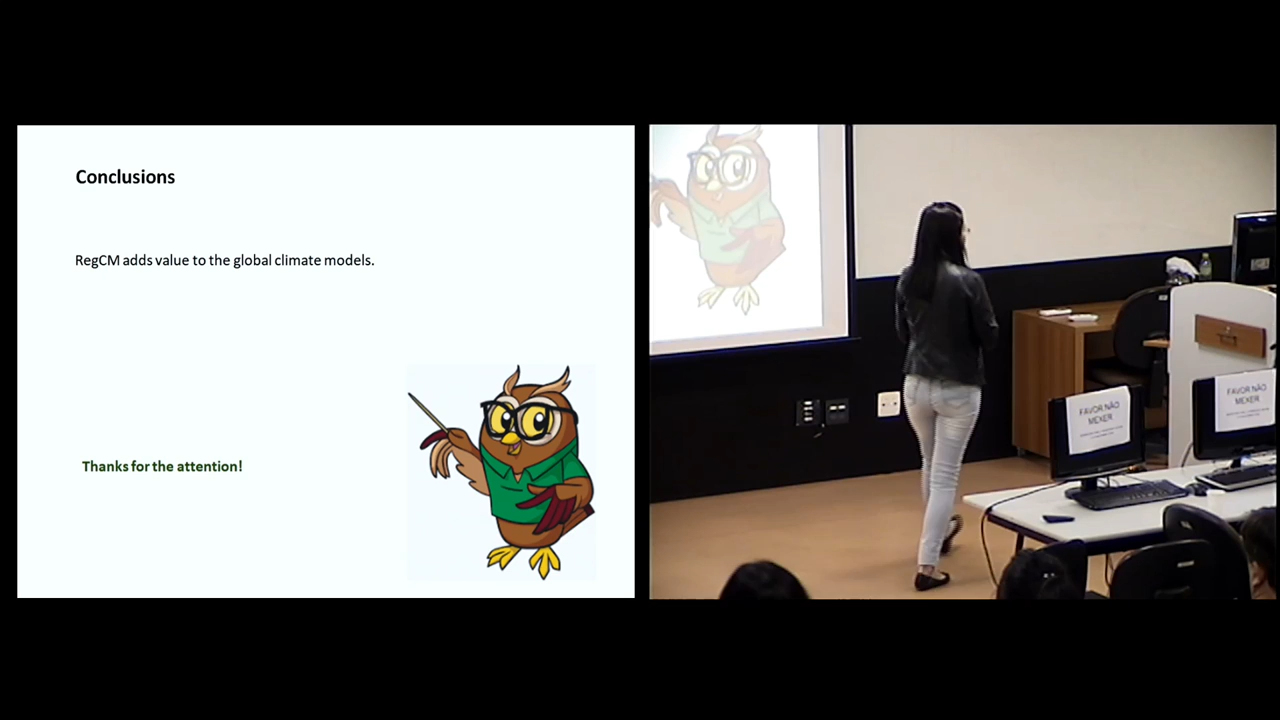 Conclusions
RegCM adds value to the global climate models.
Thanks for the attention!
FAVOR NÃO
MEXER
FAVOR NÃO
MEXER